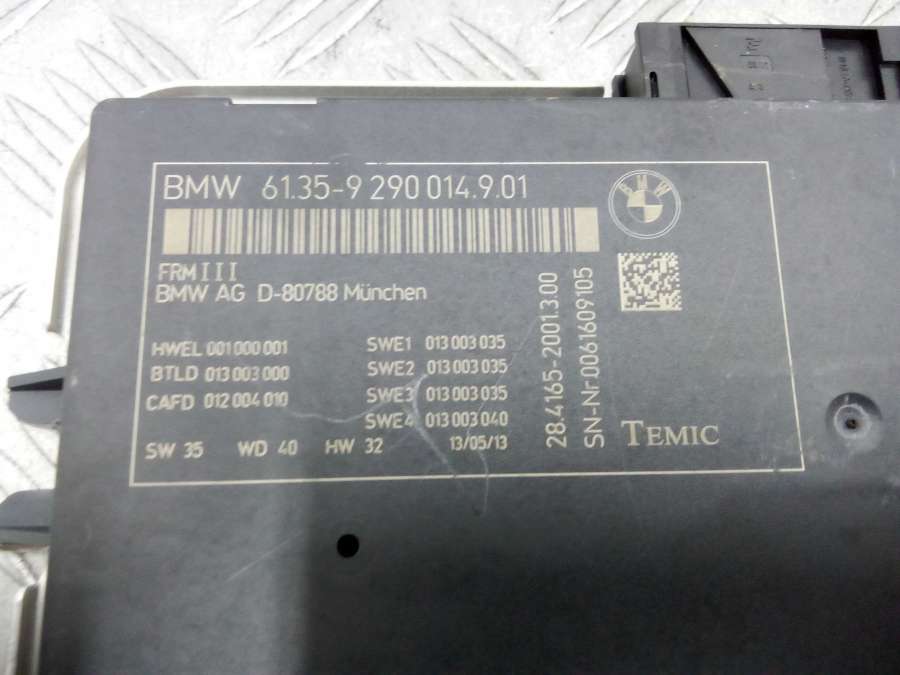 BMW 61.35-9 290 014.9.01
BMW
FRMIII
BMW AG D-80788 München
HWEL 001 000 001
BTLD 013 003 000
CAFD 012 004 010
SWE1 013 003 035
SWE2 013 003 035
SWE3 013 003 035
SWE4 013 003 040
SW 35 WD 40 HW 32 13/05/13
28.4165-2001.3.00
SN-Nr.0061609105
TEMIC